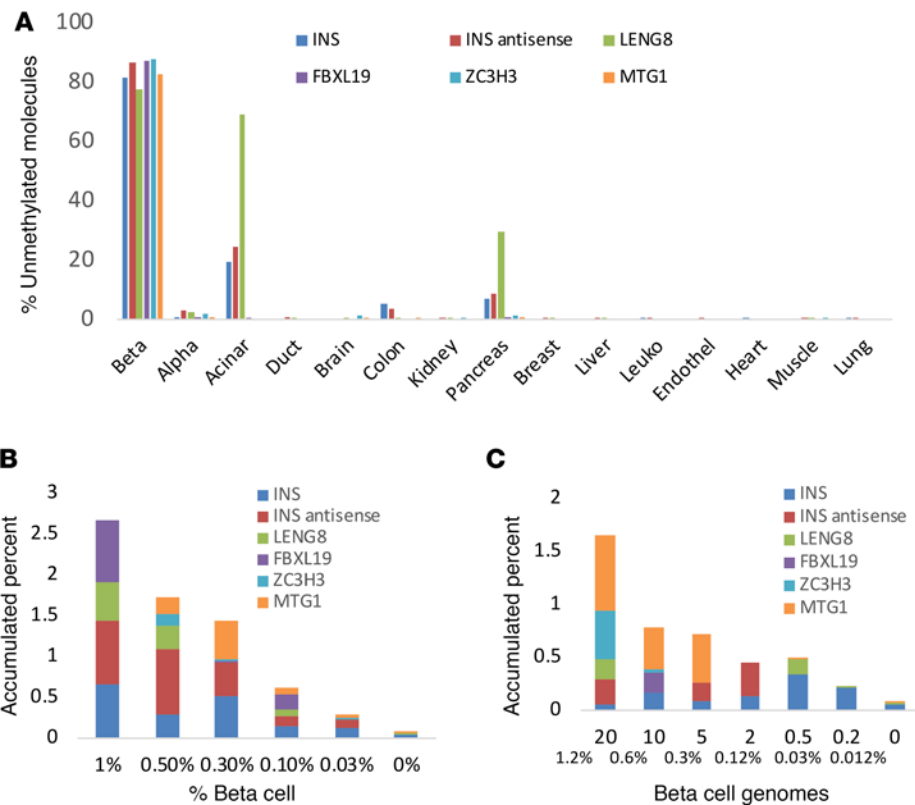 A
% Unmethylated molecules
100
80
60
40
20
0
INS
INS antisense
LENG8
FBXL19
ZC3H3
MTG1
Beta
Alpha
Acinar
Duct
Brain
Colon
Kidney
Pancreas
Breast
Liver
Leuko
Endothel
Heart
Muscle
Lung
B
Accumulated percent
3
2.5
2
1.5
1
0.5
0
INS
INS antisense
LENG8
FBXL19
ZC3H3
MTG1
1% 0.50% 0.30% 0.10% 0.03% 0%
% Beta cell
C
Accumulated percent
2
1.5
1
0.5
0
INS
INS antisense
LENG8
FBXL19
ZC3H3
MTG1
20 10 5 2 0.5 0.2 0
1.2% 0.6% 0.3% 0.12% 0.03% 0.012%
Beta cell genomes